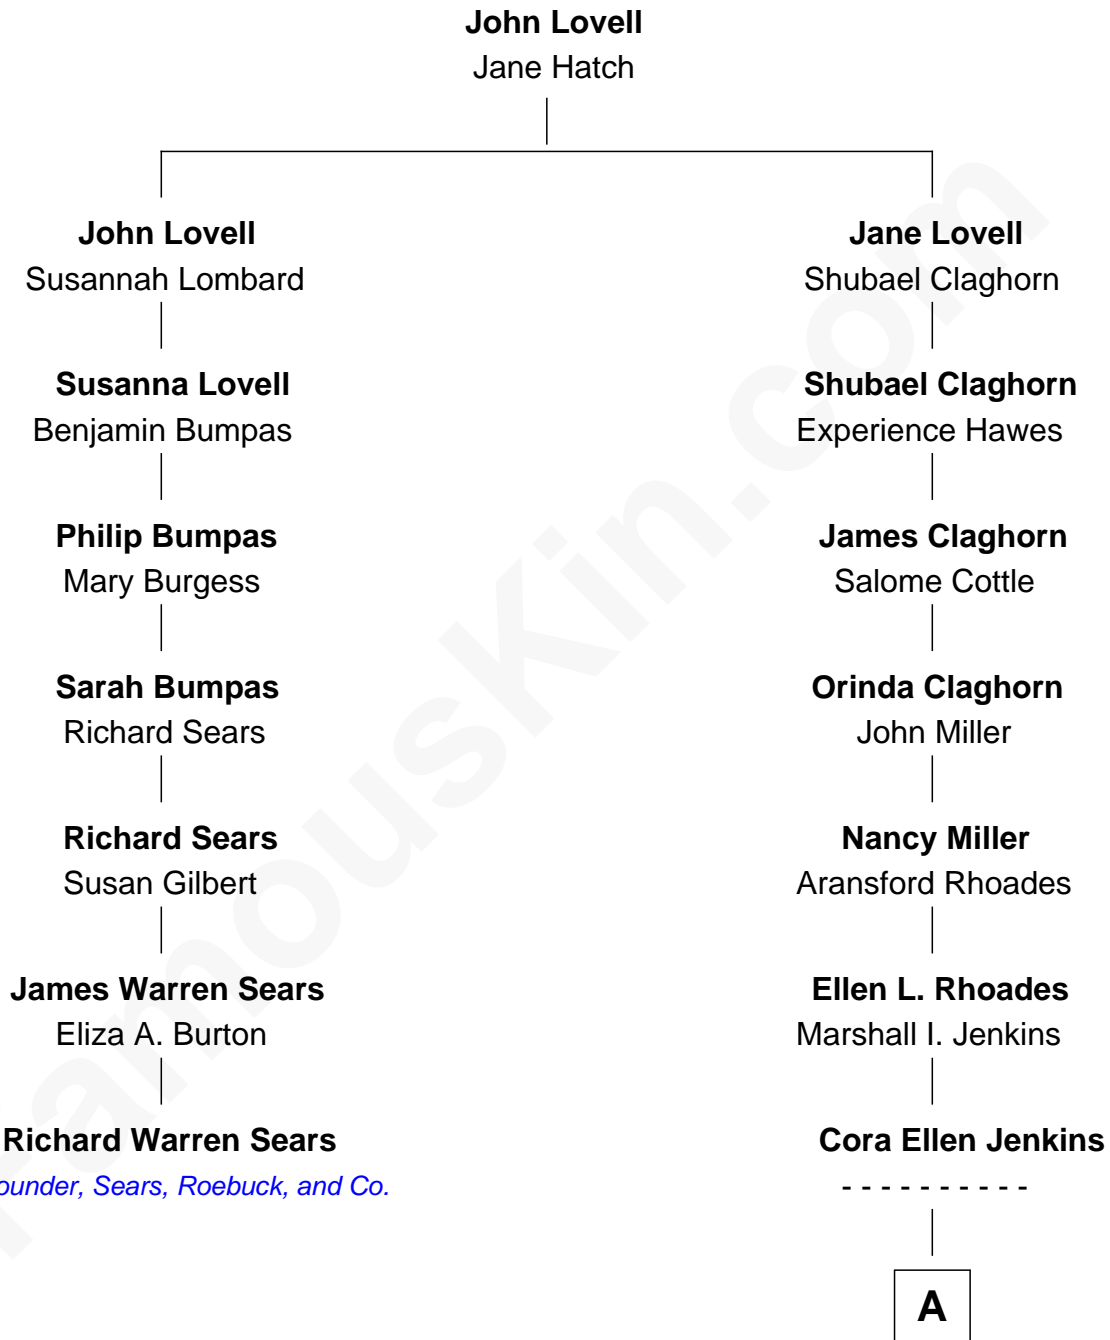 John Lovell
Jane Hatch
John Lovell
Susannah Lombard
Jane Lovell
Shubael Claghorn
Susanna Lovell
Benjamin Bumpas
Shubael Claghorn
Experience Hawes
Philip Bumpas
Mary Burgess
James Claghorn
Salome Cottle
Sarah Bumpas
Richard Sears
Orinda Claghorn
John Miller
Richard Sears
Susan Gilbert
Nancy Miller
Aransford Rhoades
James Warren Sears
Eliza A. Burton
Ellen L. Rhoades
Marshall I. Jenkins
Richard Warren Sears
ounder, Sears, Roebuck, and Co.
Cora Ellen Jenkins
- - - - - - - - - -
A
FamousKin.com